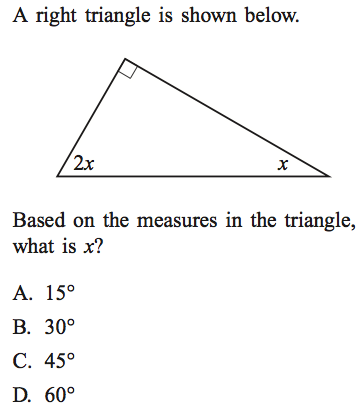 A right triangle is shown below.
2x
x
Based on the measures in the triangle,
what is x?
A. 15°
B. 30°
C. 45°
D. 60°